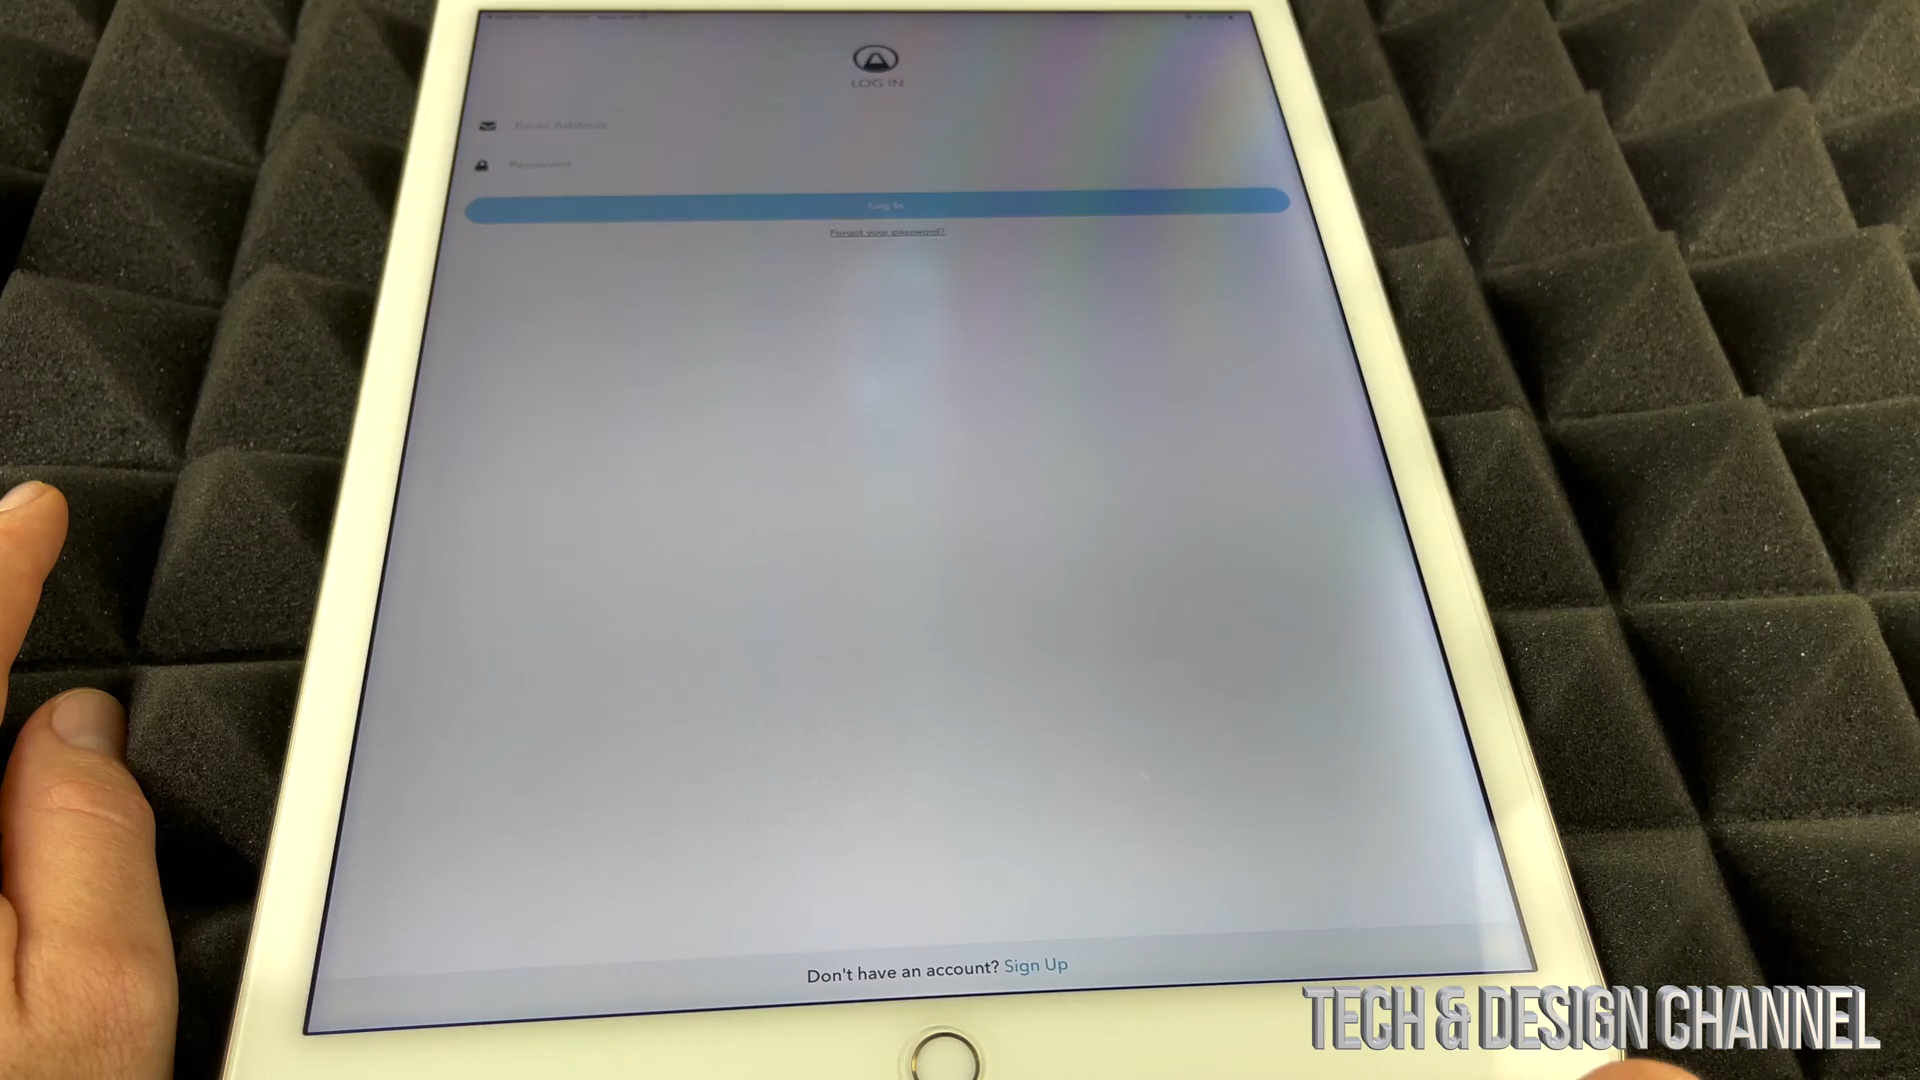 LOG IN
Email Address
Password
Log In
Forgot your password?
Don't have an account? Sign Up
TECH & DESIGN CHANNEL